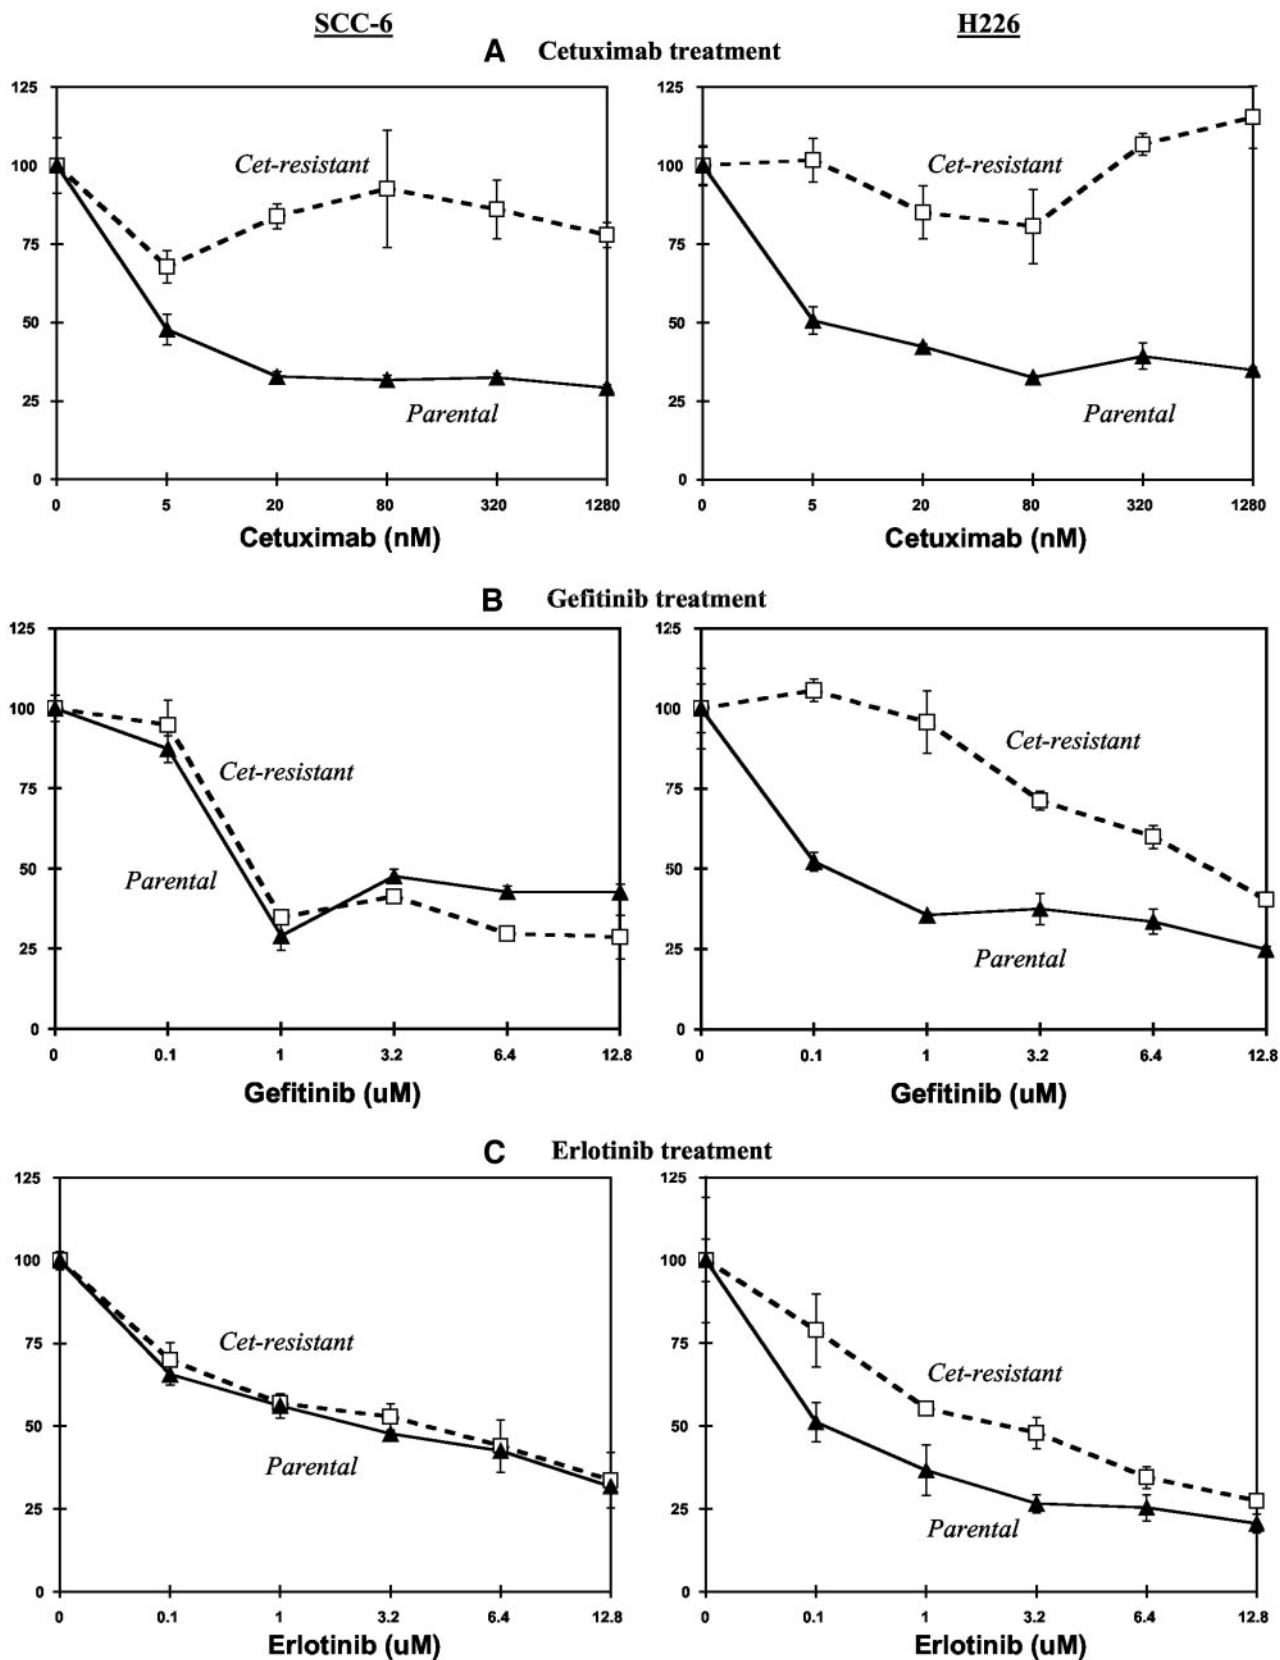 SCC-6 H226
A Cetuximab treatment
125 125
Cet-resistant Cet-resistant
100 100
75 75
50 50
25 25
Parental Parental
0 0
0 5 20 80 320 1280 0 5 20 80 320 1280
Cetuximab (nM) Cetuximab (nM)
B Gefitinib treatment
125 125
100 100
Cet-resistant Cet-resistant
75 75
Parental
50 50
25 25
Parental
0 0
0 0.1 1 3.2 6.4 12.8 0 0.1 1 3.2 6.4 12.8
Gefitinib (uM) Gefitinib (uM)
C Erlotinib treatment
125 125
100 100
Cet-resistant
75 75
Cet-resistant
50 50
Parental
25 25
Parental
0 0
0 0.1 1 3.2 6.4 12.8 0 0.1 1 3.2 6.4 12.8
Erlotinib (uM) Erlotinib (uM)